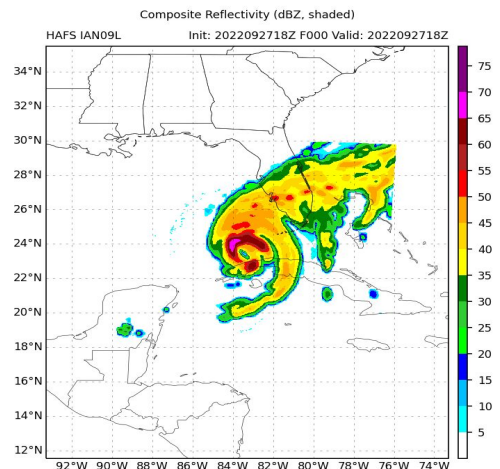 Composite Reflectivity (dBZ, shaded)
HAFS IAN09L Init: 2022092718Z F000 Valid: 2022092718Z
34°N
32°N
30°N
28°N
26°N
24°N
22°N
20°N
18°N
16°N
14°N
12°N
92°W 90°W 88°W 86°W 84°W 82°W 80°W 78°W 76°W 74°W
75
70
65
60
55
50
45
40
35
30
25
20
15
10
5